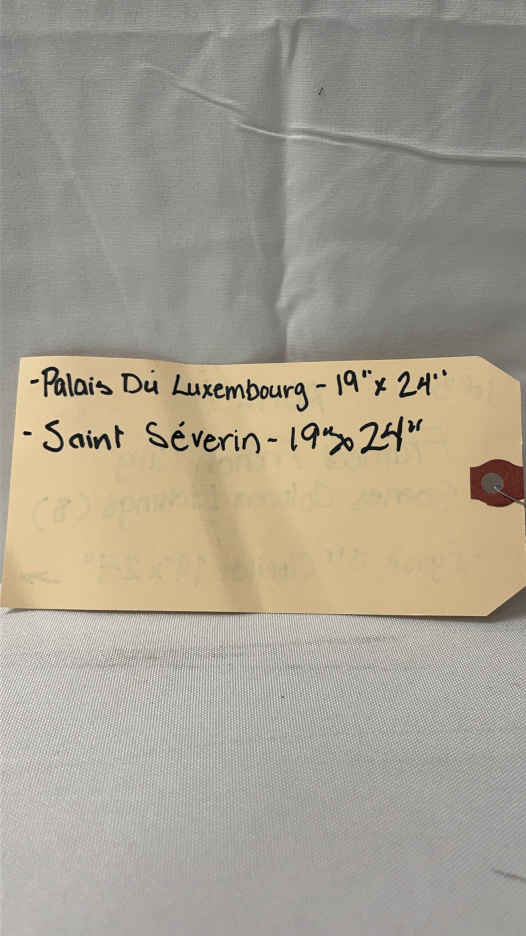 - Palais Du Luxembourg - 19" x 24"
- Saint Séverin - 19" x 24"